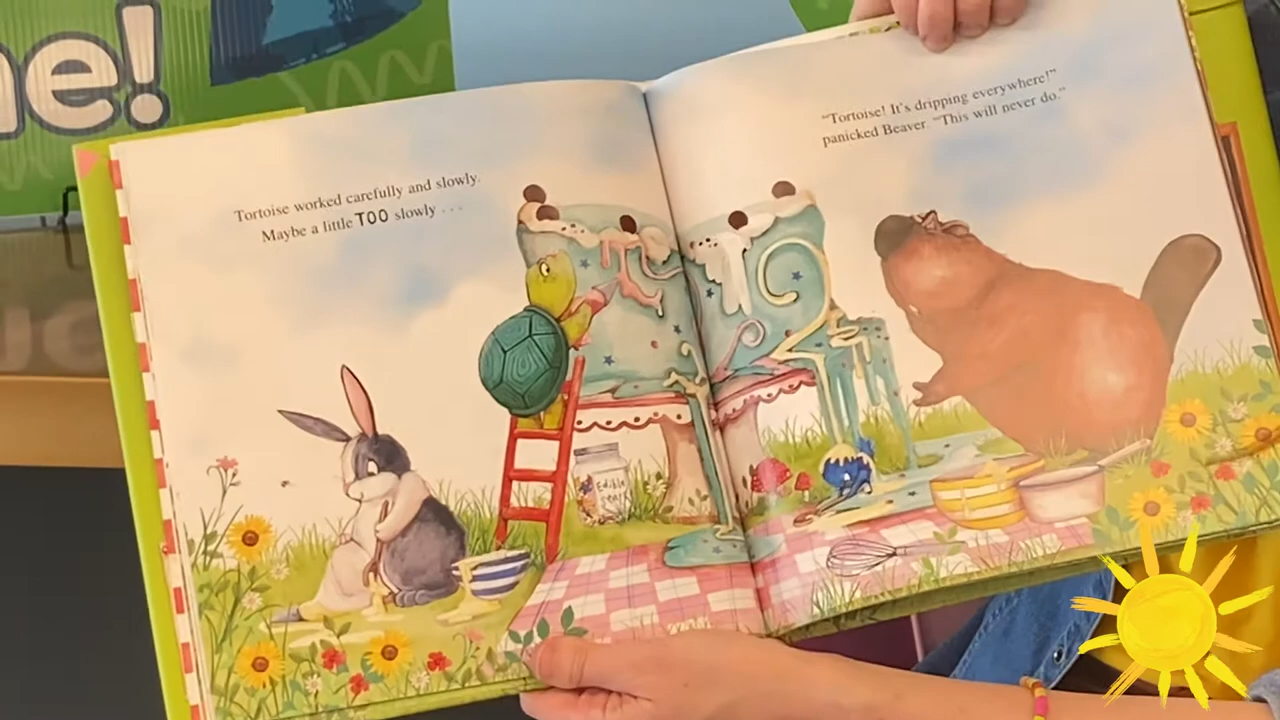 ne!
Tortoise worked carefully and slowly.
Maybe a little TOO slowly . . .
"Tortoise! It's dripping everywhere!"
panicked Beaver. "This will never do."
Edible